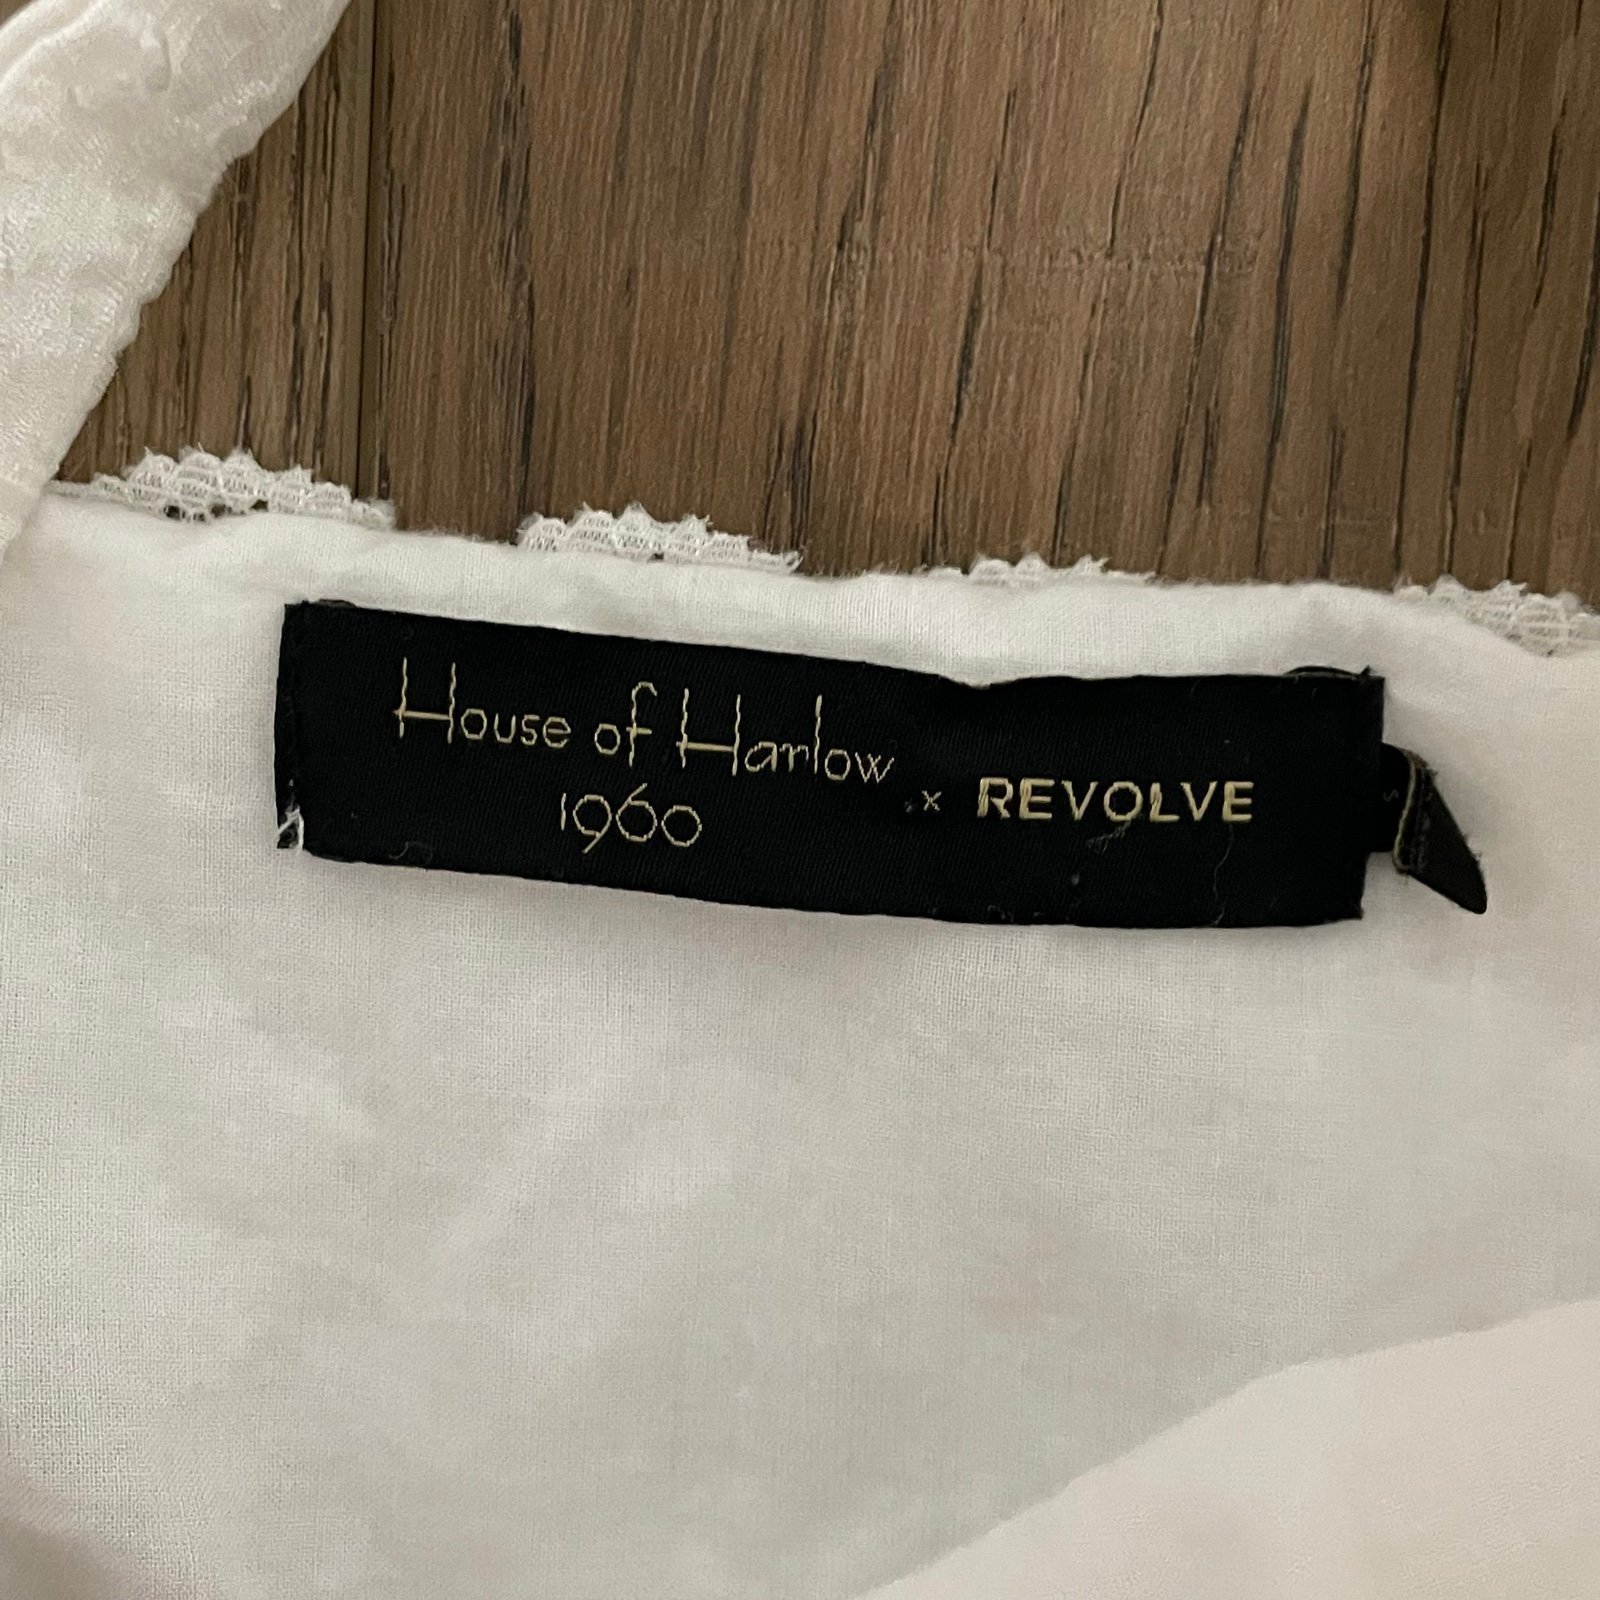 House of Harlow
1960
x REVOLVE